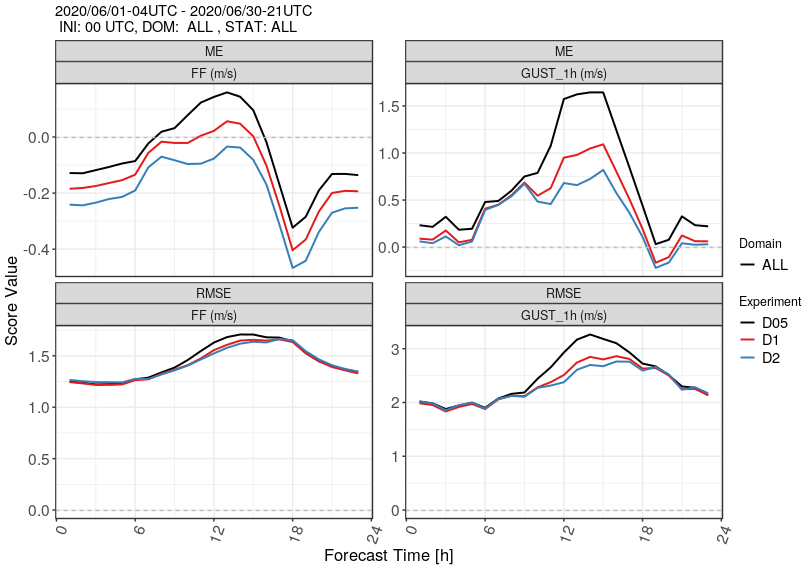 2020/06/01-04UTC - 2020/06/30-21UTC
INI: 00 UTC, DOM:  ALL , STAT: ALL
ME
ME
FF (m/s)
GUST_1h (m/s)
0.0
-0.2
-0.4
1.5
1.0
0.5
0.0
RMSE
RMSE
FF (m/s)
GUST_1h (m/s)
1.5
1.0
0.5
0.0
3
2
1
0
0
6
12
18
24
0
6
12
18
24
Forecast Time [h]
Score Value
Domain
ALL
Experiment
D05
D1
D2